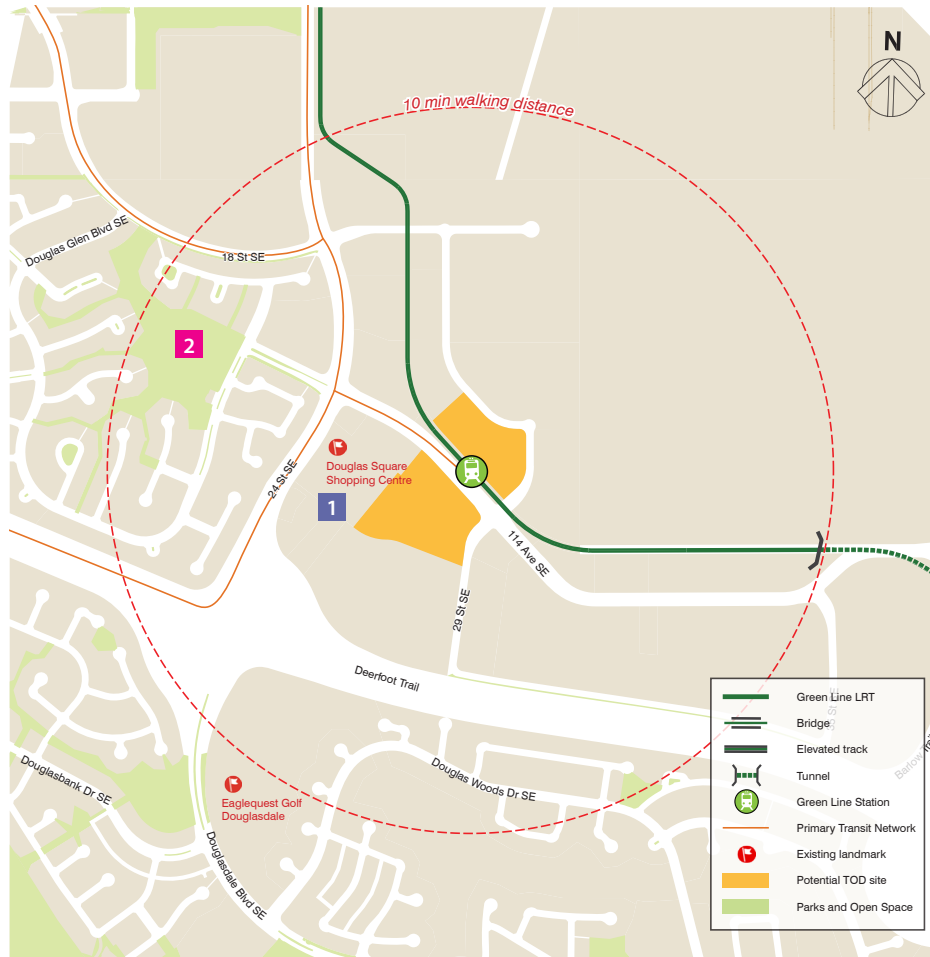 N
10 min walking distance
Douglas Glen Blvd SE
18 St SE
2
Douglas Square
Shopping Centre
24 St SE
1
114 Ave SE
29 St SE
Deerfoot Trail
Douglas Woods Dr SE
Douglasbank Dr SE
Eaglequest Golf
Douglasdale
Douglasdale Blvd SE
Barlow Trail
Green Line LRT
Bridge
Elevated track
Tunnel
Green Line Station
Primary Transit Network
Existing landmark
Potential TOD site
Parks and Open Space